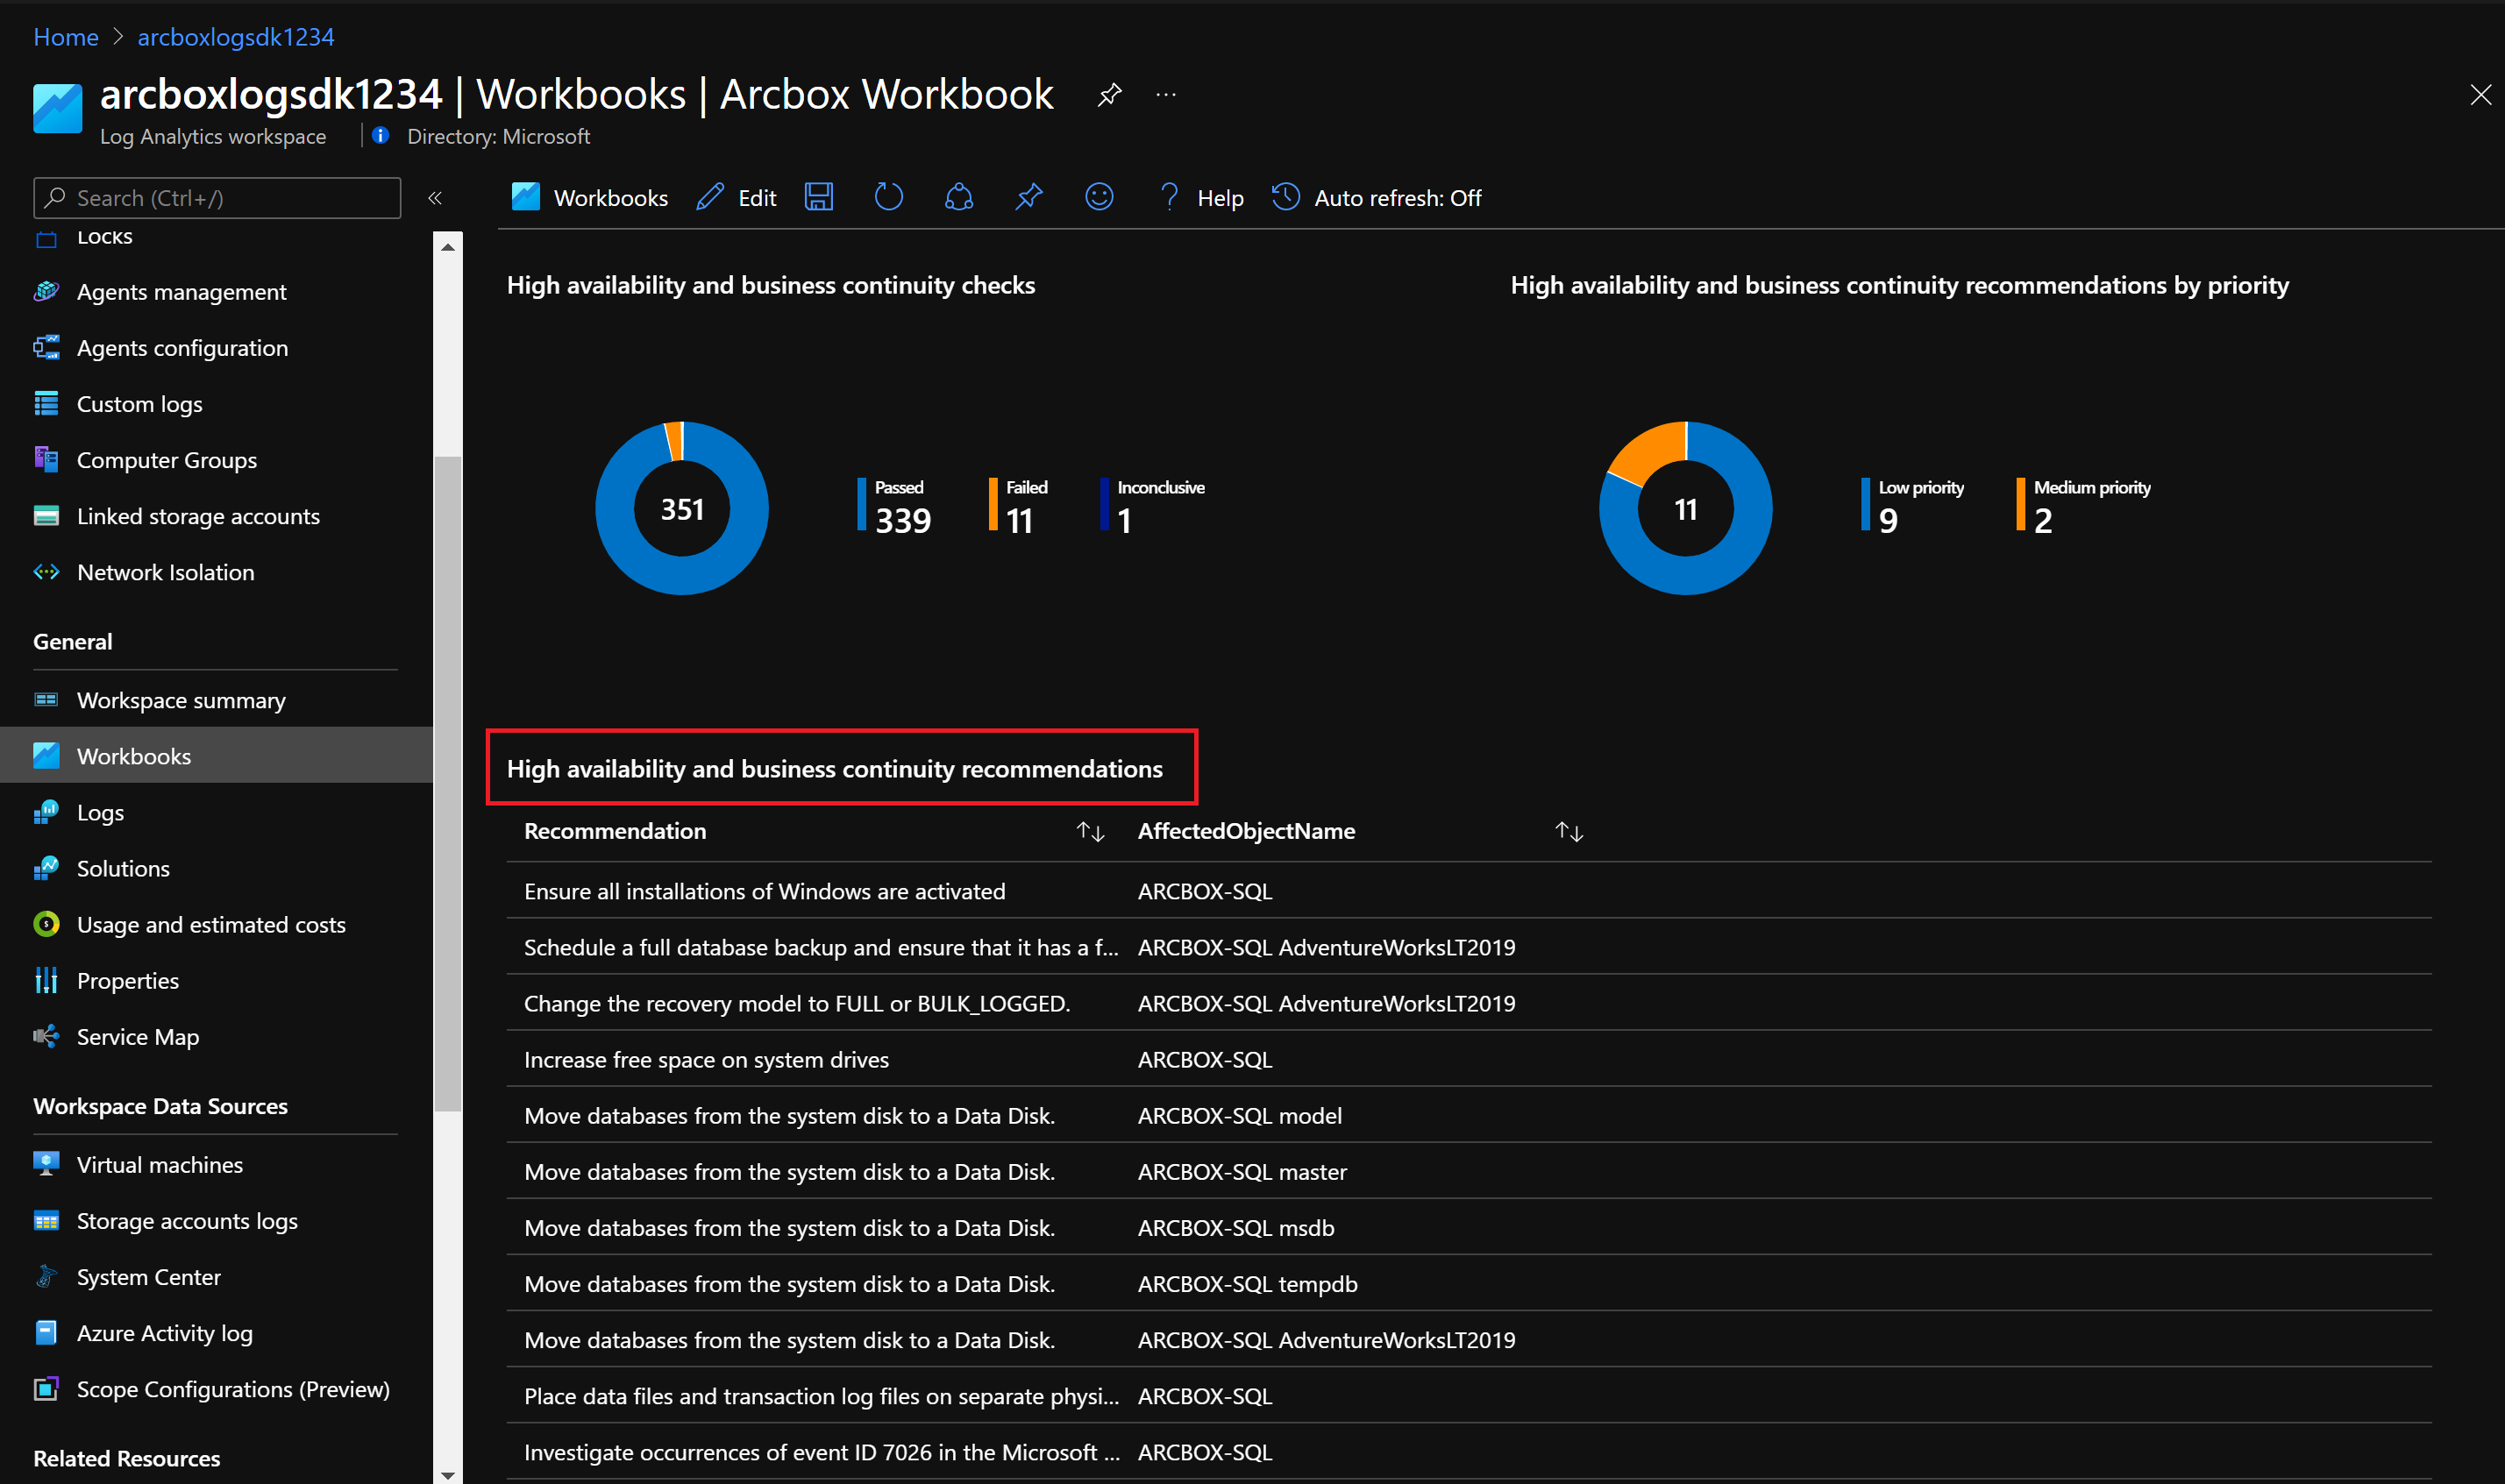 Home > arcboxlogsdk1234
arcboxlogsdk1234 | Workbooks | Arcbox Workbook
Log Analytics workspace
Directory: Microsoft
Search (Ctrl+/)
Workbooks
Edit
Help
Auto refresh: Off
Locks
Agents management
Agents configuration
Custom logs
Computer Groups
Linked storage accounts
Network Isolation
General
Workspace summary
Workbooks
Logs
Solutions
Usage and estimated costs
Properties
Service Map
Workspace Data Sources
Virtual machines
Storage accounts logs
System Center
Azure Activity log
Scope Configurations (Preview)
Related Resources
High availability and business continuity checks
351
Passed
339
Failed
11
Inconclusive
1
High availability and business continuity recommendations by priority
11
Low priority
9
Medium priority
2
High availability and business continuity recommendations
Recommendation AffectedObjectName
Ensure all installations of Windows are activated ARCBOX-SQL
Schedule a full database backup and ensure that it has a f... ARCBOX-SQL AdventureWorksLT2019
Change the recovery model to FULL or BULK_LOGGED. ARCBOX-SQL AdventureWorksLT2019
Increase free space on system drives ARCBOX-SQL
Move databases from the system disk to a Data Disk. ARCBOX-SQL model
Move databases from the system disk to a Data Disk. ARCBOX-SQL master
Move databases from the system disk to a Data Disk. ARCBOX-SQL msdb
Move databases from the system disk to a Data Disk. ARCBOX-SQL tempdb
Move databases from the system disk to a Data Disk. ARCBOX-SQL AdventureWorksLT2019
Place data files and transaction log files on separate physi... ARCBOX-SQL
Investigate occurrences of event ID 7026 in the Microsoft ... ARCBOX-SQL